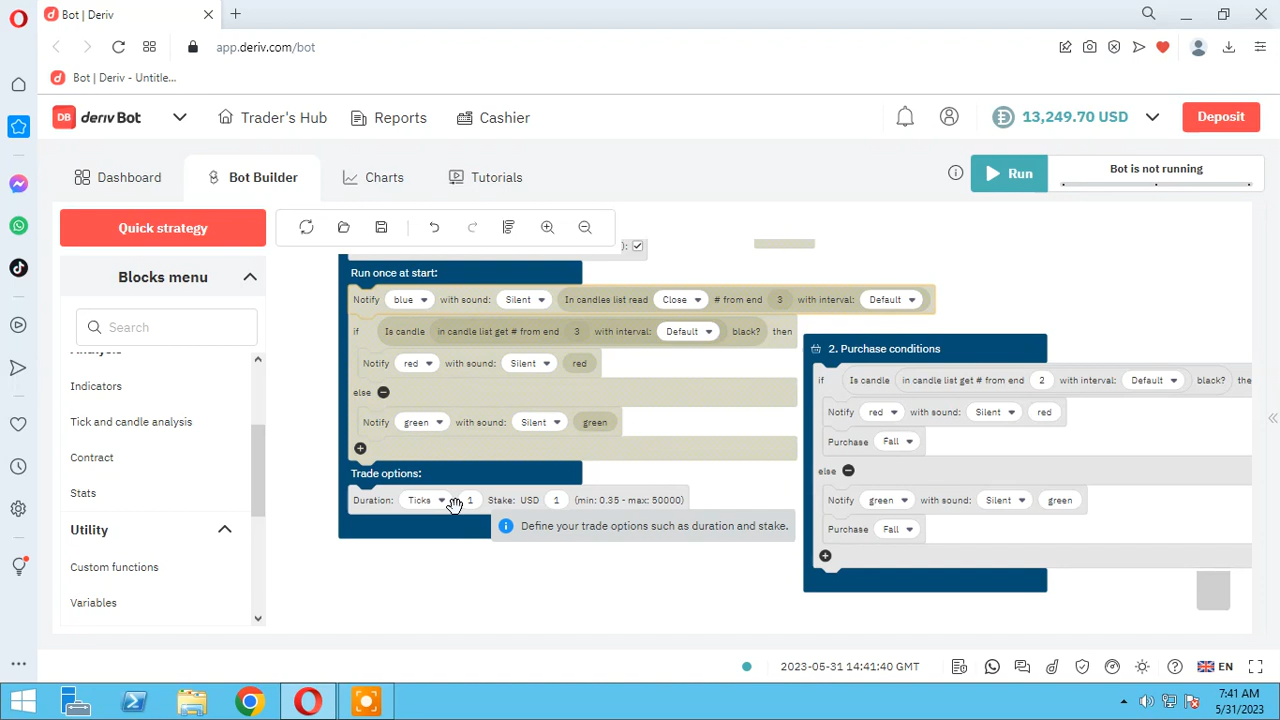 Bot | Deriv
app.deriv.com/bot
Bot | Deriv - Untitle...
DB deriv Bot
Trader's Hub
Reports
Cashier
13,249.70 USD
Deposit
Dashboard
Bot Builder
Charts
Tutorials
Run
Bot is not running
Quick strategy
Blocks menu
Search
Analysis
Indicators
Tick and candle analysis
Contract
Stats
Utility
Custom functions
Variables
):
Run once at start:
Notify blue with sound: Silent In candles list read Close # from end 3 with interval: Default
if Is candle in candle list get # from end 3 with interval: Default black? then
Notify red with sound: Silent red
else
Notify green with sound: Silent green
Trade options:
Duration: Ticks 1 Stake: USD 1 (min: 0.35 - max: 50000)
Define your trade options such as duration and stake.
2. Purchase conditions
if Is candle in candle list get # from end 2 with interval: Default black? the
Notify red with sound: Silent red
Purchase Fall
else
Notify green with sound: Silent green
Purchase Fall
2023-05-31 14:41:40 GMT
EN
7:41 AM
5/31/2023